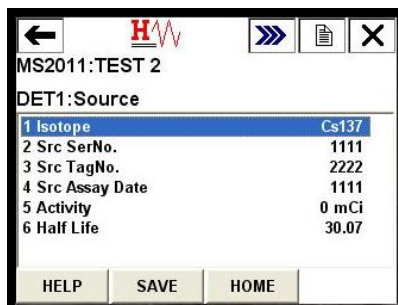 H
MS2011:TEST 2
DET1:Source
1 Isotope Cs137
2 Src SerNo. 1111
3 Src TagNo. 2222
4 Src Assay Date 1111
5 Activity 0 mCi
6 Half Life 30.07
HELP SAVE HOME